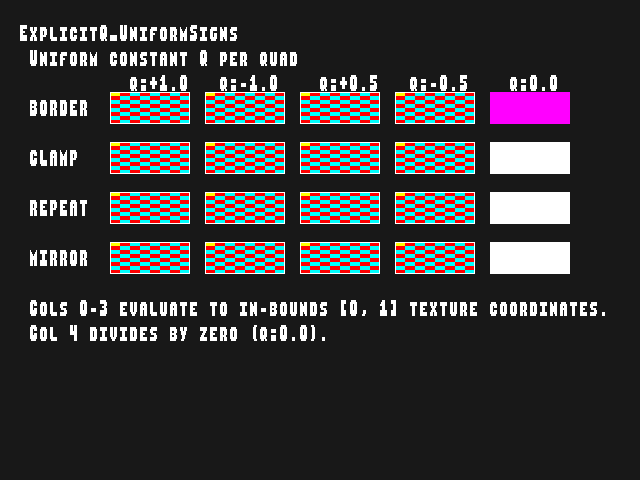 ExplicitQ_UniformSigns
Uniform constant Q per quad
q:+1.0 q:-1.0 q:+0.5 q:-0.5 q:0.0
BORDER
CLAMP
REPEAT
MIRROR
Cols 0-3 evaluate to in-bounds [0, 1] texture coordinates.
Col 4 divides by zero (q:0.0).